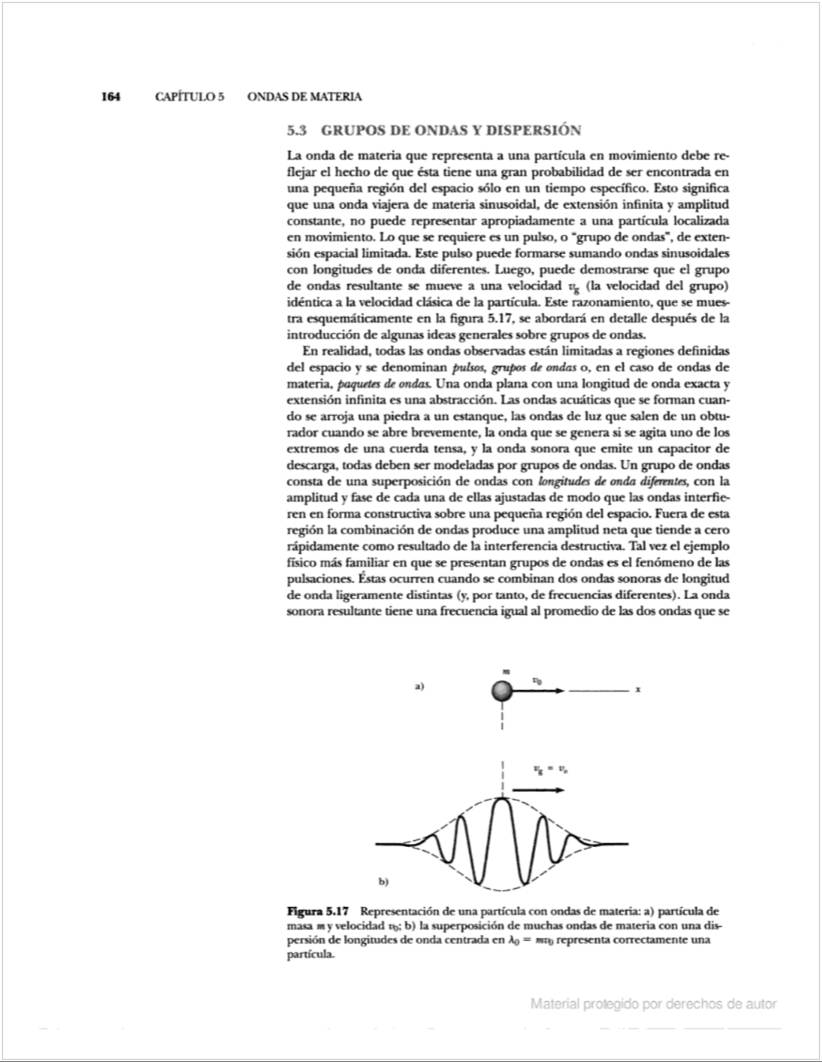 164 CAPÍTULO 5 ONDAS DE MATERIA
5.3 GRUPOS DE ONDAS Y DISPERSIÓN
La onda de materia que representa a una partícula en movimiento debe re-
flejar el hecho de que ésta tiene una gran probabilidad de ser encontrada en
una pequeña región del espacio sólo en un tiempo específico. Esto significa
que una onda viajera de materia sinusoidal, de extensión infinita y amplitud
constante, no puede representar apropiadamente a una partícula localizada
en movimiento. Lo que se requiere es un pulso, o "grupo de ondas", de exten-
sión espacial limitada. Este pulso puede formarse sumando ondas sinusoidales
con longitudes de onda diferentes. Luego, puede demostrarse que el grupo
de ondas resultante se mueve a una velocidad vg (la velocidad del grupo)
idéntica a la velocidad clásica de la partícula. Este razonamiento, que se mues-
tra esquemáticamente en la figura 5.17, se abordará en detalle después de la
introducción de algunas ideas generales sobre grupos de ondas.
En realidad, todas las ondas observadas están limitadas a regiones definidas
del espacio y se denominan pulsos, grupos de ondas o, en el caso de ondas de
materia, paquetes de ondas. Una onda plana con una longitud de onda exacta y
extensión infinita es una abstracción. Las ondas acuáticas que se forman cuan-
do se arroja una piedra a un estanque, las ondas de luz que salen de un obtu-
rador cuando se abre brevemente, la onda que se genera si se agita uno de los
extremos de una cuerda tensa, y la onda sonora que emite un capacitor de
descarga, todas deben ser modeladas por grupos de ondas. Un grupo de ondas
consta de una superposición de ondas con longitudes de onda diferentes, con la
amplitud y fase de cada una de ellas ajustadas de modo que las ondas interfie-
ren en forma constructiva sobre una pequeña región del espacio. Fuera de esta
región la combinación de ondas produce una amplitud neta que tiende a cero
rápidamente como resultado de la interferencia destructiva. Tal vez el ejemplo
físico más familiar en que se presentan grupos de ondas es el fenómeno de las
pulsaciones. Éstas ocurren cuando se combinan dos ondas sonoras de longitud
de onda ligeramente distintas (y, por tanto, de frecuencias diferentes). La onda
sonora resultante tiene una frecuencia igual al promedio de las dos ondas que se
m
a) v₀ x
vg = v₀
b)
Figura 5.17 Representación de una partícula con ondas de materia: a) partícula de
masa m y velocidad v₀; b) la superposición de muchas ondas de materia con una dis-
persión de longitudes de onda centrada en λ₀ = mv₀ representa correctamente una
partícula.
Material protegido por derechos de autor